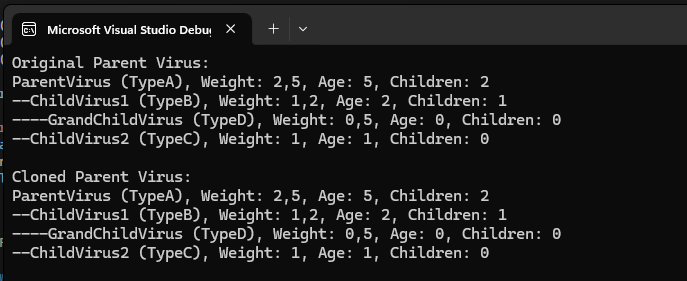 Microsoft Visual Studio Debug
Original Parent Virus:
ParentVirus (TypeA), Weight: 2,5, Age: 5, Children: 2
--ChildVirus1 (TypeB), Weight: 1,2, Age: 2, Children: 1
----GrandChildVirus (TypeD), Weight: 0,5, Age: 0, Children: 0
--ChildVirus2 (TypeC), Weight: 1, Age: 1, Children: 0
Cloned Parent Virus:
ParentVirus (TypeA), Weight: 2,5, Age: 5, Children: 2
--ChildVirus1 (TypeB), Weight: 1,2, Age: 2, Children: 1
----GrandChildVirus (TypeD), Weight: 0,5, Age: 0, Children: 0
--ChildVirus2 (TypeC), Weight: 1, Age: 1, Children: 0